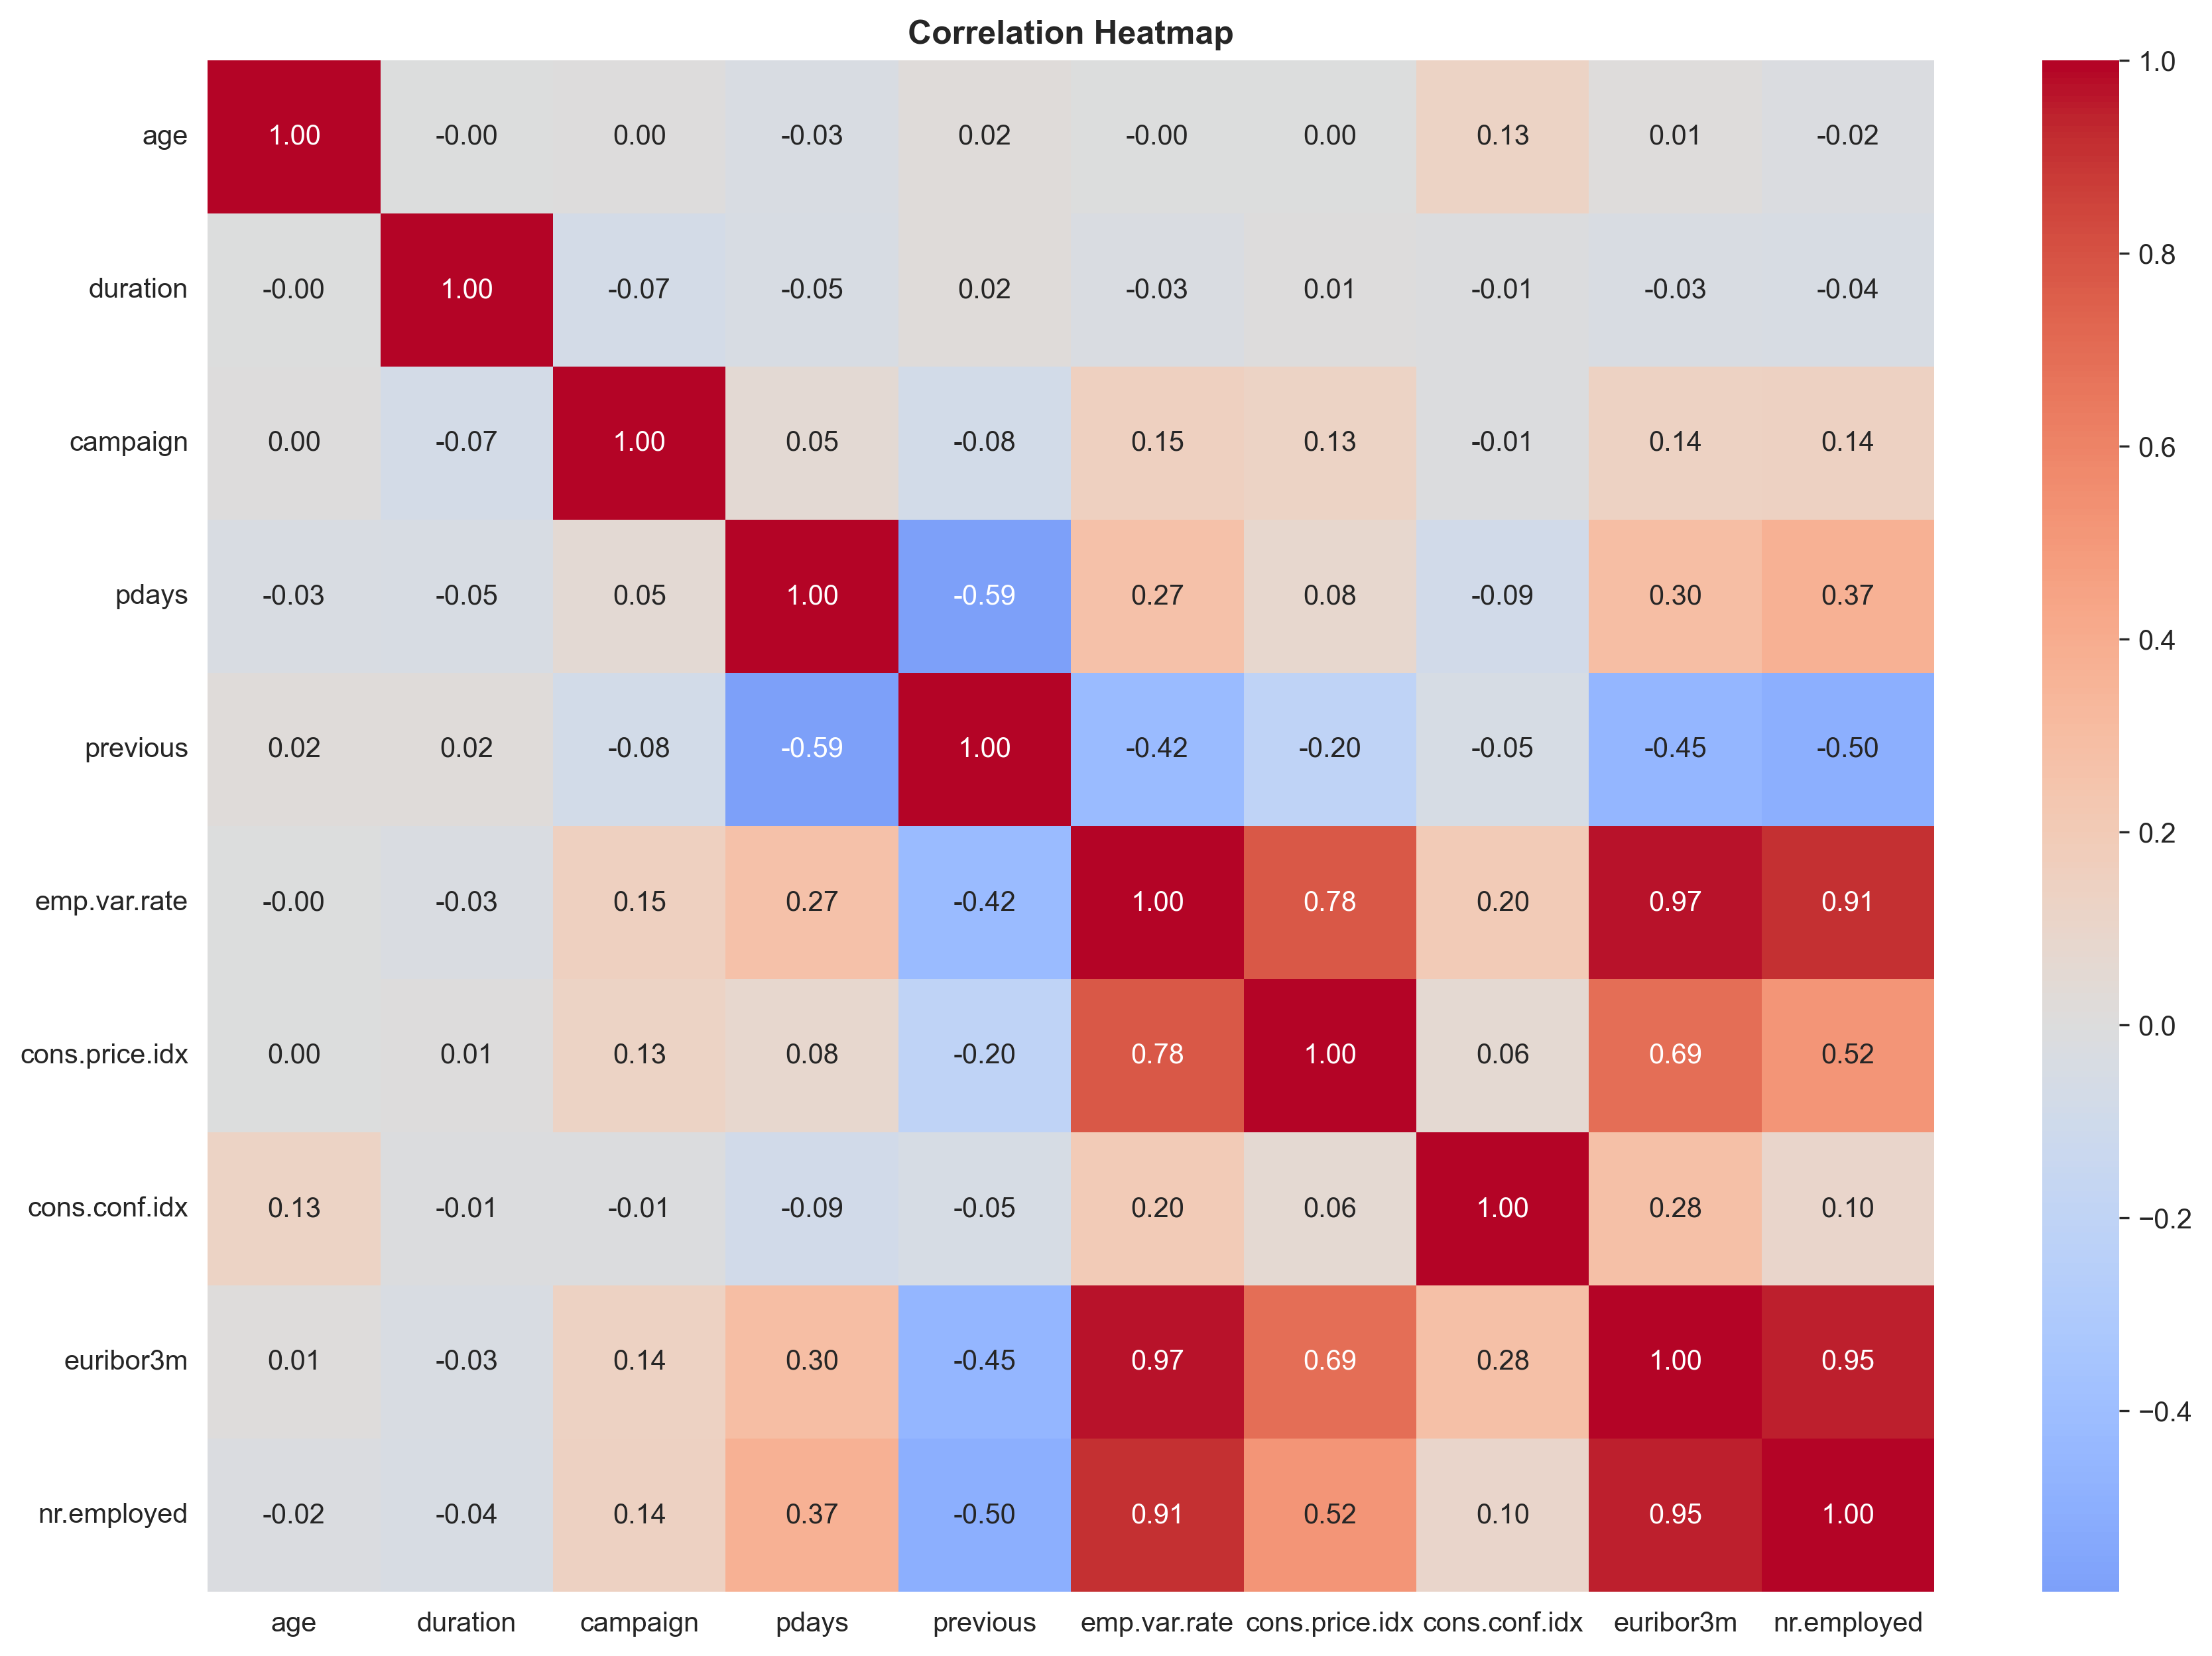 Correlation Heatmap
age 1.00 -0.00 0.00 -0.03 0.02 -0.00 0.00 0.13 0.01 -0.02
duration -0.00 1.00 -0.07 -0.05 0.02 -0.03 0.01 -0.01 -0.03 -0.04
campaign 0.00 -0.07 1.00 0.05 -0.08 0.15 0.13 -0.01 0.14 0.14
pdays -0.03 -0.05 0.05 1.00 -0.59 0.27 0.08 -0.09 0.30 0.37
previous 0.02 0.02 -0.08 -0.59 1.00 -0.42 -0.20 -0.05 -0.45 -0.50
emp.var.rate -0.00 -0.03 0.15 0.27 -0.42 1.00 0.78 0.20 0.97 0.91
cons.price.idx 0.00 0.01 0.13 0.08 -0.20 0.78 1.00 0.06 0.69 0.52
cons.conf.idx 0.13 -0.01 -0.01 -0.09 -0.05 0.20 0.06 1.00 0.28 0.10
euribor3m 0.01 -0.03 0.14 0.30 -0.45 0.97 0.69 0.28 1.00 0.95
nr.employed -0.02 -0.04 0.14 0.37 -0.50 0.91 0.52 0.10 0.95 1.00
age duration campaign pdays previous emp.var.rate cons.price.idx cons.conf.idx euribor3m nr.employed
1.0
0.8
0.6
0.4
0.2
0.0
−0.2
−0.4